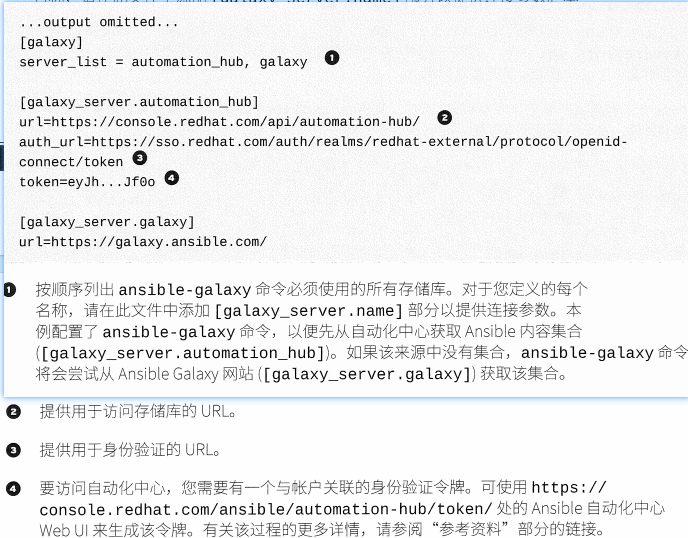 ...output omitted...
[galaxy]
server_list = automation_hub, galaxy 1
[galaxy_server.automation_hub]
url=https://console.redhat.com/api/automation-hub/ 2
auth_url=https://sso.redhat.com/auth/realms/redhat-external/protocol/openid-
connect/token 3
token=eyJh...Jf0o 4
[galaxy_server.galaxy]
url=https://galaxy.ansible.com/
1 按顺序列出 ansible-galaxy 命令必须使用的所有存储库。对于您定义的每个
名称，请在此文件中添加 [galaxy_server.name] 部分以提供连接参数。本
例配置了 ansible-galaxy 命令，以便先从自动化中心获取 Ansible 内容集合
([galaxy_server.automation_hub])。如果该来源中没有集合，ansible-galaxy 命令
将会尝试从 Ansible Galaxy 网站 ([galaxy_server.galaxy]) 获取该集合。
2 提供用于访问存储库的 URL。
3 提供用于身份验证的 URL。
4 要访问自动化中心，您需要有一个与帐户关联的身份验证令牌。可使用 https://
console.redhat.com/ansible/automation-hub/token/ 处的 Ansible 自动化中心
Web UI 来生成该令牌。有关该过程的更多详情，请参阅“参考资料”部分的链接。